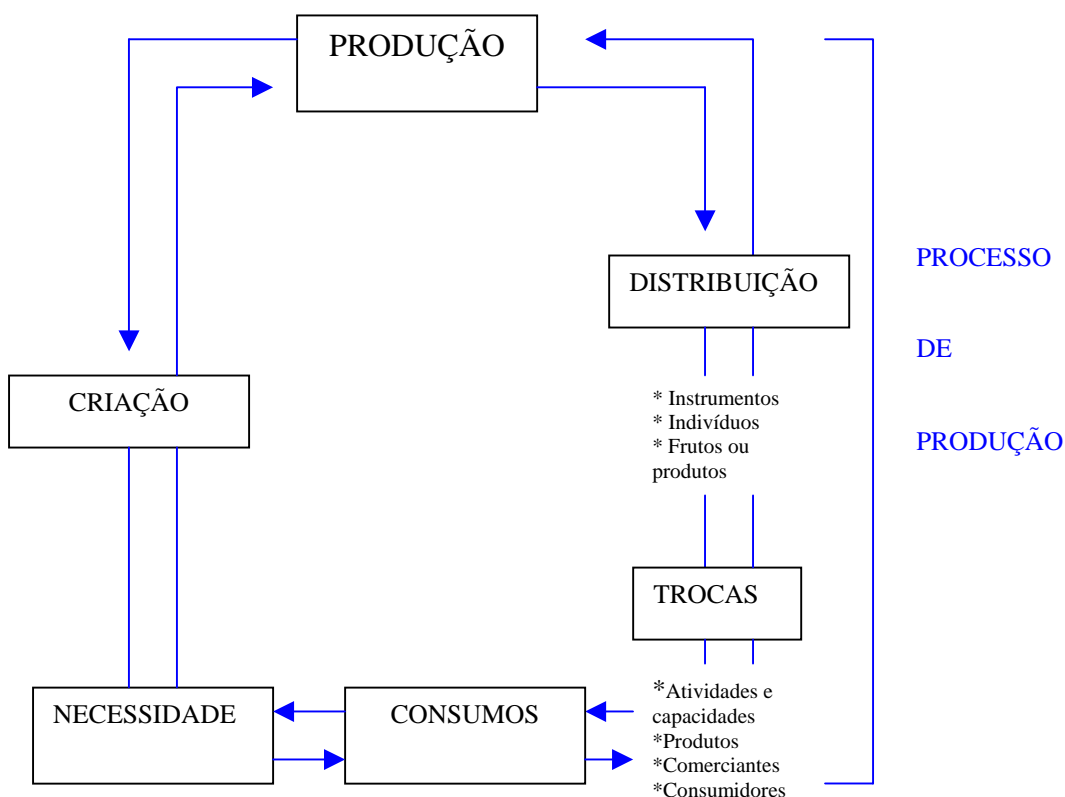 PRODUÇÃO
PROCESSO
DE
PRODUÇÃO
DISTRIBUIÇÃO
* Instrumentos
* Indivíduos
* Frutos ou
produtos
CRIAÇÃO
TROCAS
*Atividades e
capacidades
*Produtos
*Comerciantes
*Consumidores
CONSUMOS
NECESSIDADE